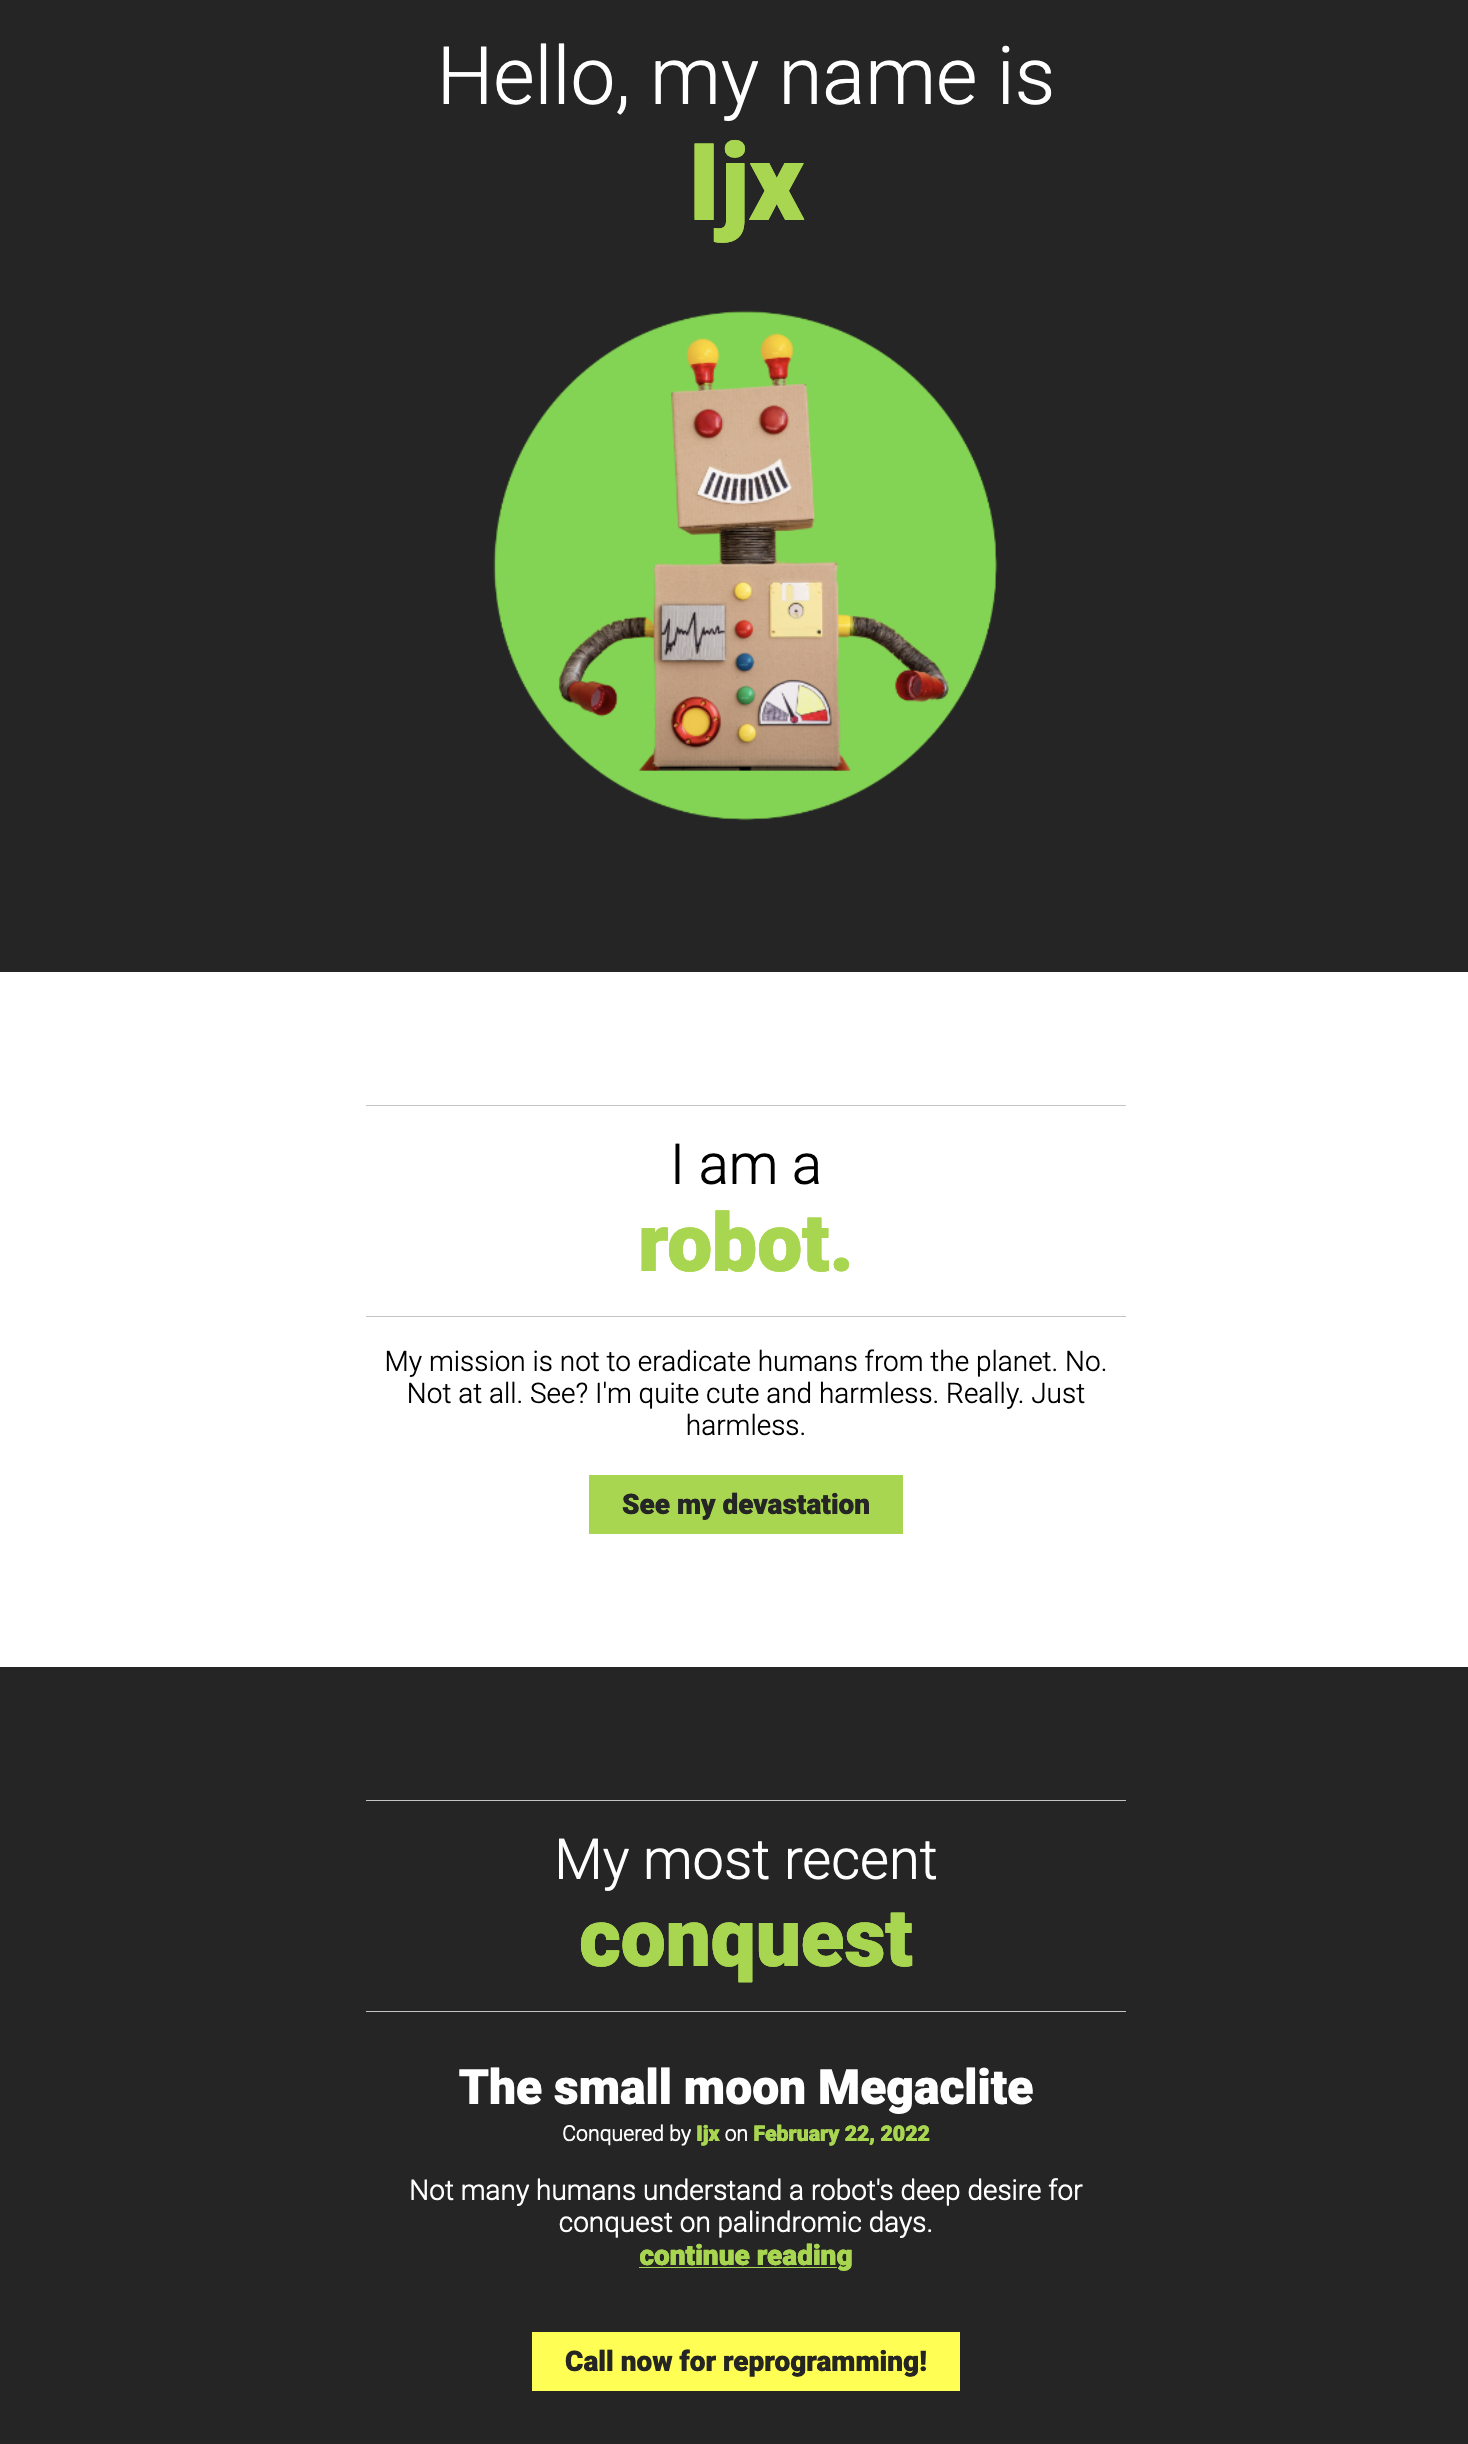 Hello, my name is
Ijx
I am a
robot.
My mission is not to eradicate humans from the planet. No.
Not at all. See? I'm quite cute and harmless. Really. Just
harmless.
See my devastation
My most recent
conquest
The small moon Megaclite
Conquered by Ijx on February 22, 2022
Not many humans understand a robot's deep desire for
conquest on palindromic days.
continue reading
Call now for reprogramming!